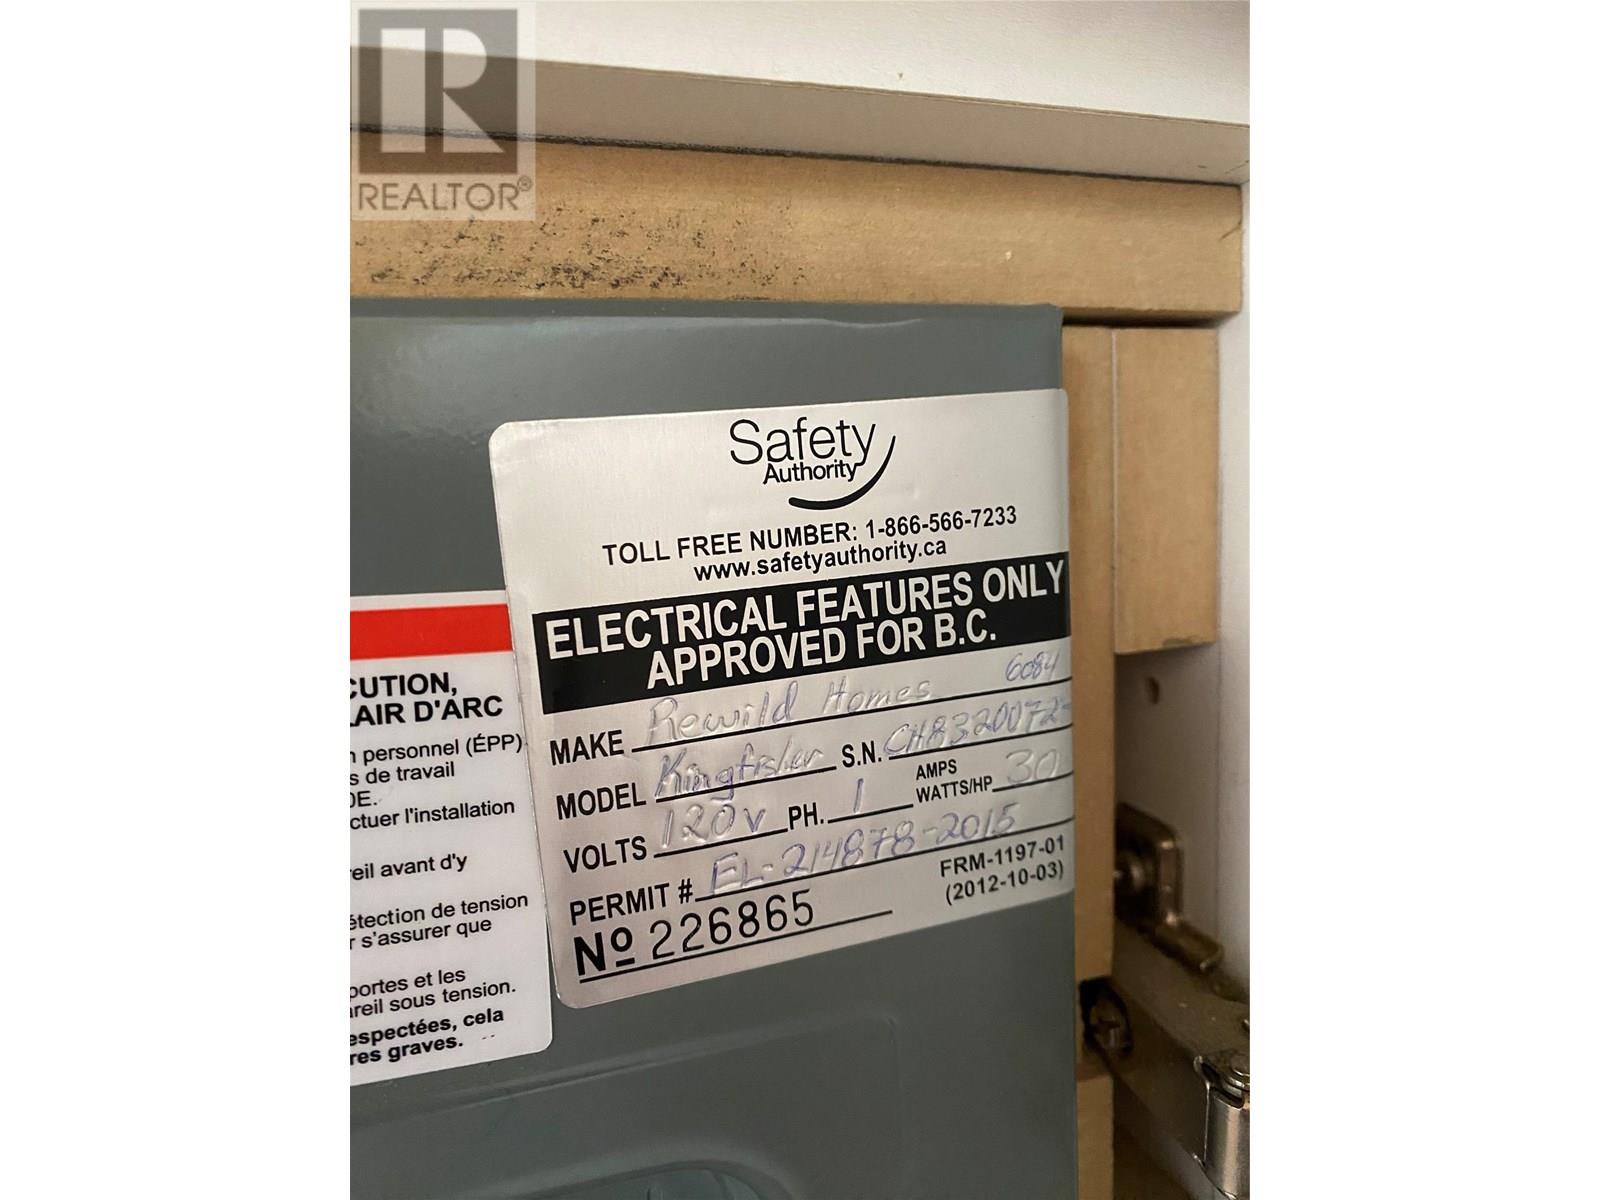 REALTOR®
Safety
Authority
TOLL FREE NUMBER: 1-866-566-7233
www.safetyauthority.ca
ELECTRICAL FEATURES ONLY
APPROVED FOR B.C.
6084
MAKE Rewild Homes
MODEL Kingfisher S.N. CH8320072-
VOLTS 120V PH. 1 AMPS WATTS/HP 30
PERMIT # EL-214878-2015
FRM-1197-01
(2012-10-03)
Nº 226865
CUTION,
LAIR D'ARC
n personnel (ÉPP)
s de travail
OE.
ctuer l'installation
reil avant d'y
étection de tension
r s'assurer que
portes et les
areil sous tension.
espectées, cela
res graves.